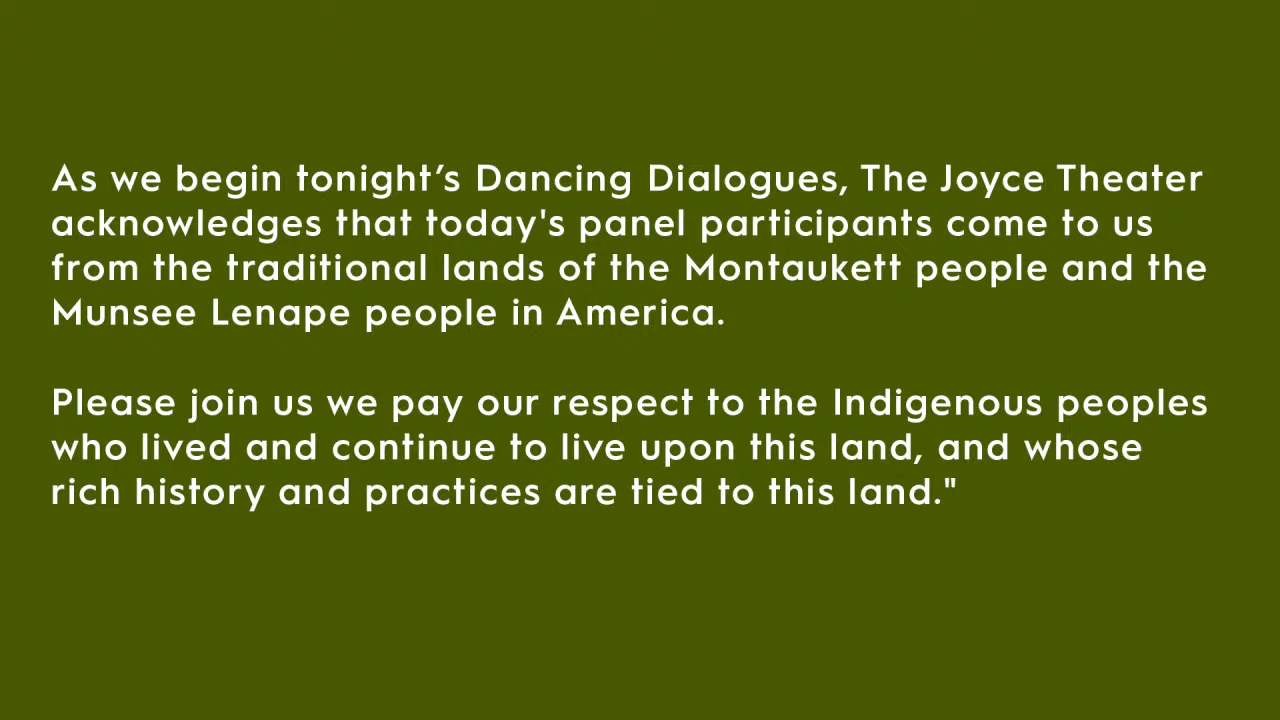 As we begin tonight’s Dancing Dialogues, The Joyce Theater
acknowledges that today's panel participants come to us
from the traditional lands of the Montaukett people and the
Munsee Lenape people in America.
Please join us we pay our respect to the Indigenous peoples
who lived and continue to live upon this land, and whose
rich history and practices are tied to this land."